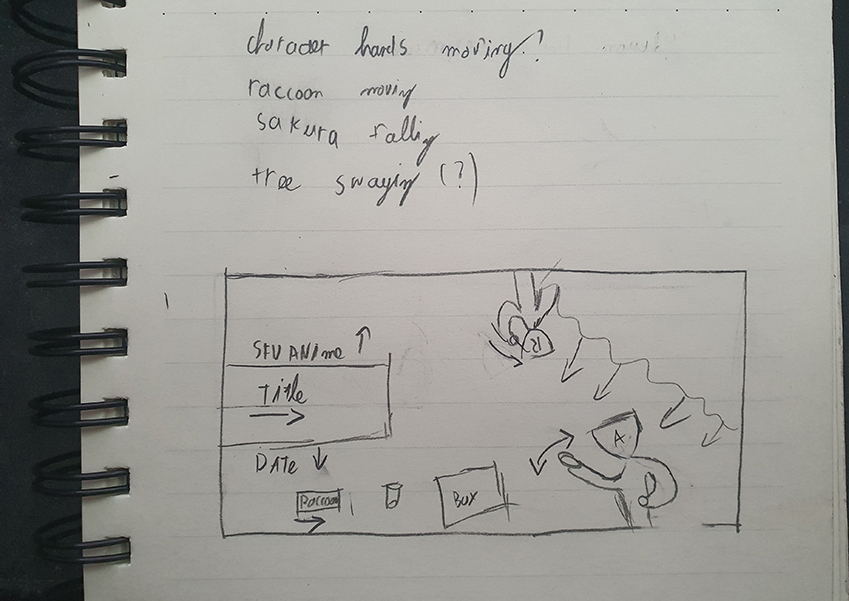 character hands moving?
raccoon moving
sakura falling
tree swaying (?)
SFU ANime
Title
DATe
Raccoon
Box
R
A